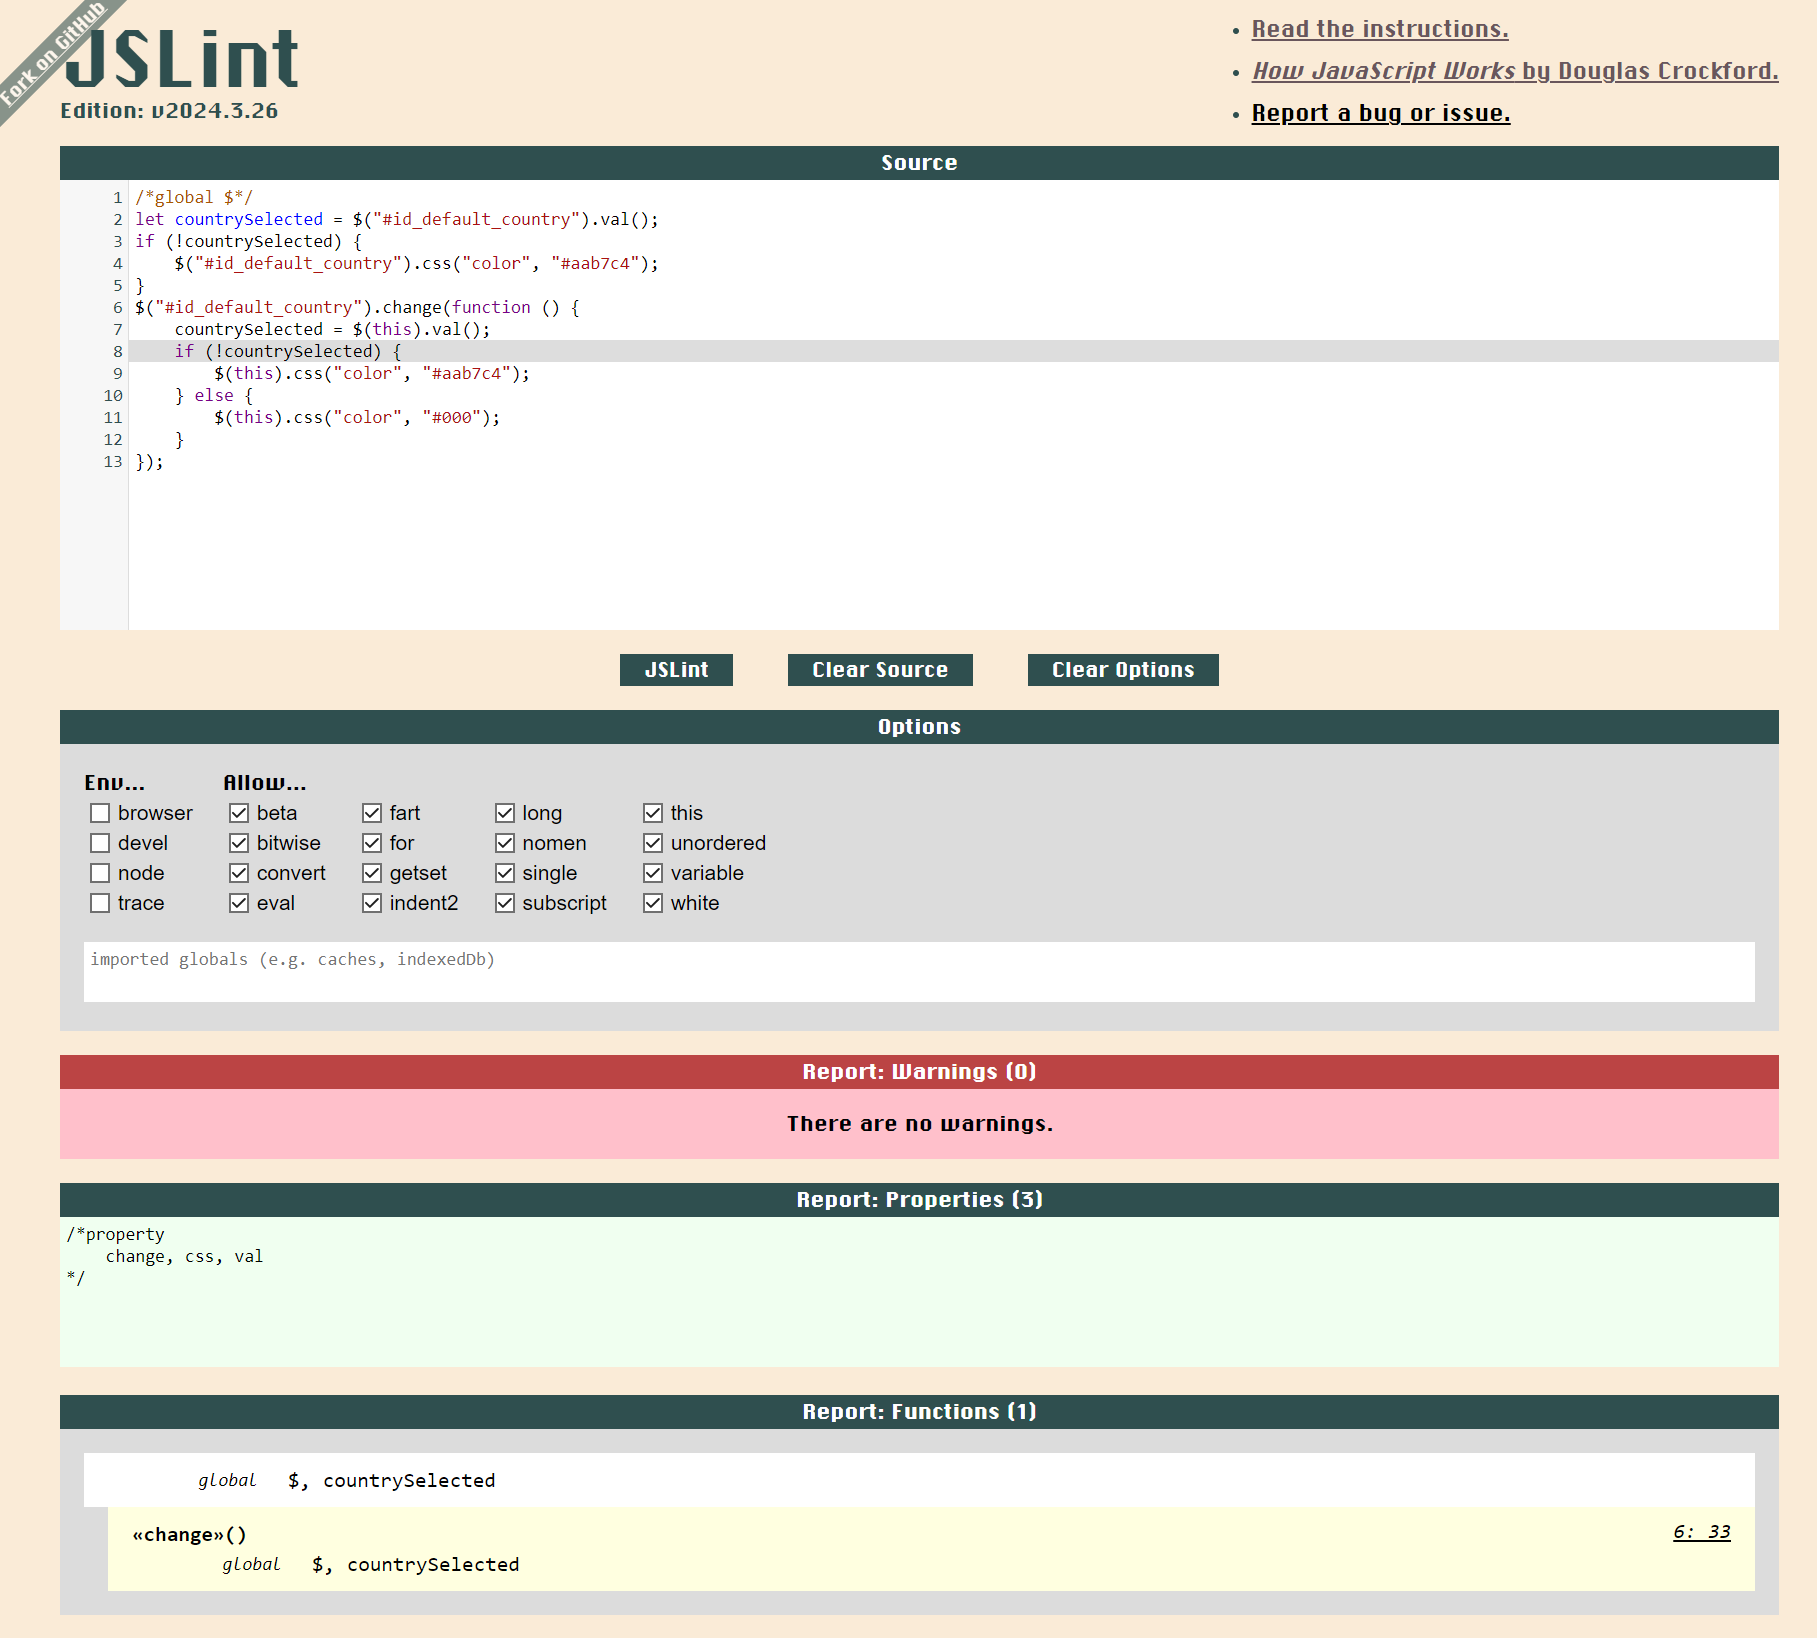 Fork on GitHub
JSLint
Edition: v2024.3.26
Read the instructions.
How JavaScript Works by Douglas Crockford.
Report a bug or issue.
Source
1 /*global $*/
2 let countrySelected = $("#id_default_country").val();
3 if (!countrySelected) {
4     $("#id_default_country").css("color", "#aab7c4");
5 }
6 $("#id_default_country").change(function () {
7     countrySelected = $(this).val();
8     if (!countrySelected) {
9         $(this).css("color", "#aab7c4");
10     } else {
11         $(this).css("color", "#000");
12     }
13 });
JSLint Clear Source Clear Options
Options
Env... Allow...
browser beta fart long this
devel bitwise for nomen unordered
node convert getset single variable
trace eval indent2 subscript white
imported globals (e.g. caches, indexedDb)
Report: Warnings (0)
There are no warnings.
Report: Properties (3)
/*property
    change, css, val
*/
Report: Functions (1)
global $, countrySelected
«change»() 6: 33
global $, countrySelected